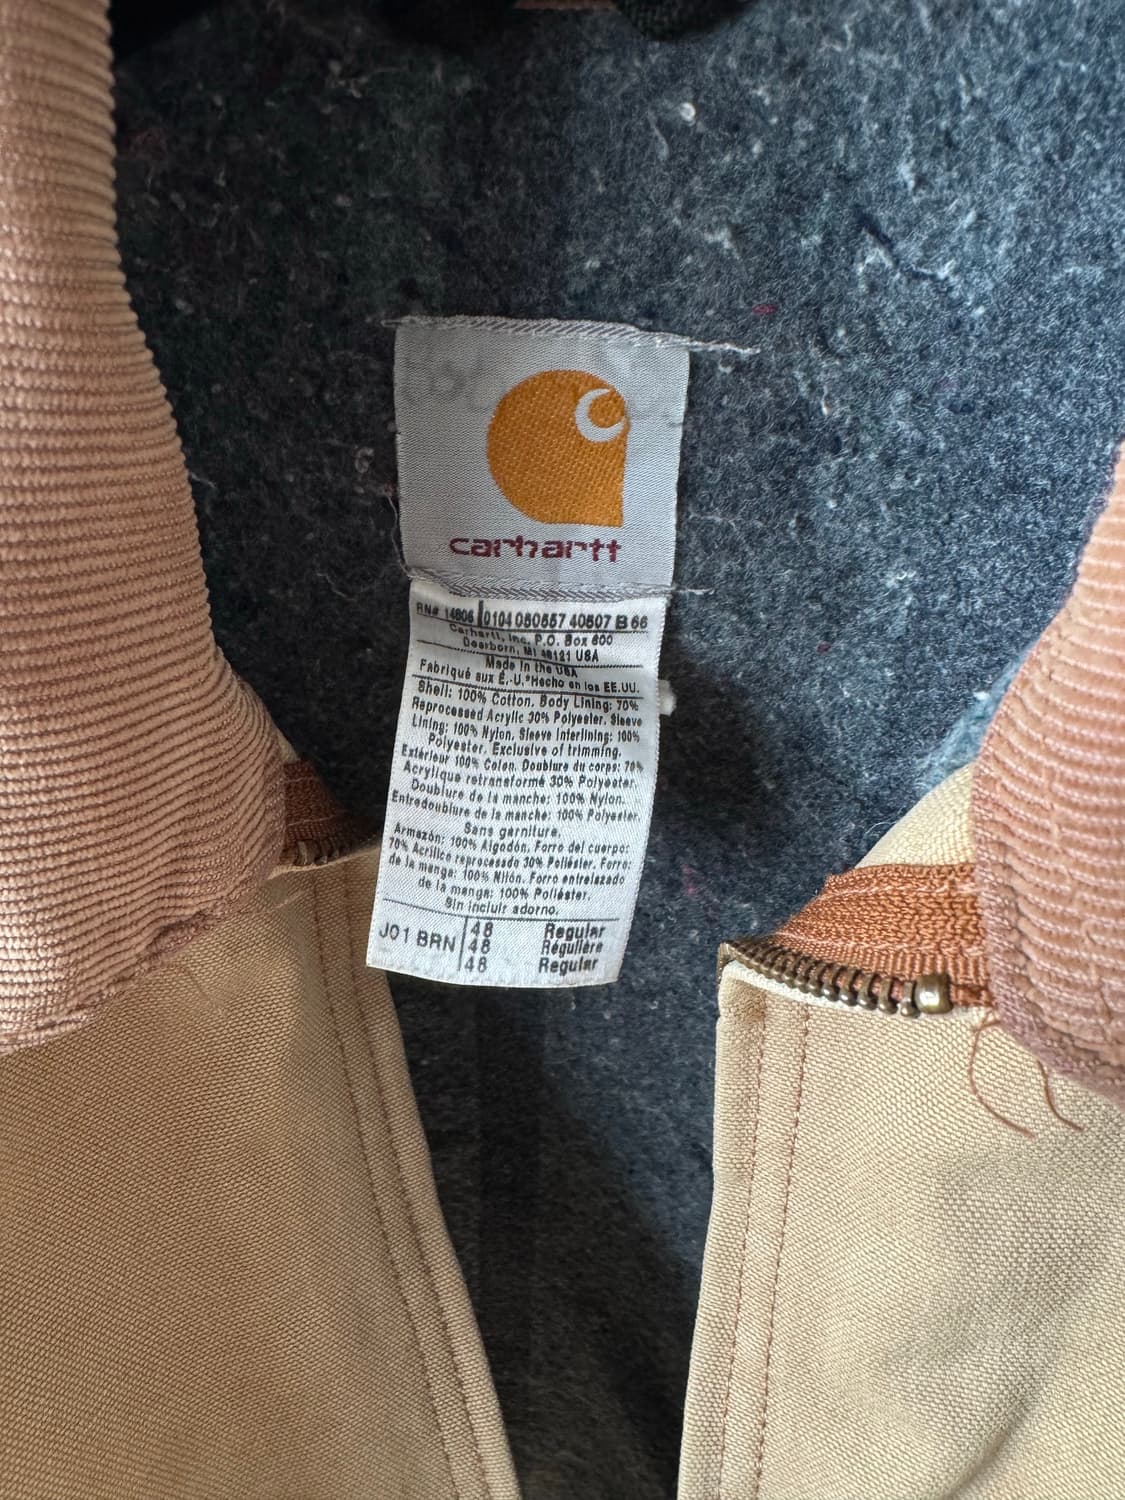 carhartt
RN# 14806 0104 050557 40507 B 66
Carhartt, Inc. P.O. Box 600
Dearborn, MI 48121 USA
Made in the USA
Fabriqué aux É.-U.*Hecho en los EE.UU.
Shell: 100% Cotton. Body Lining: 70%
Reprocessed Acrylic 30% Polyester. Sleeve
Lining: 100% Nylon. Sleeve Interlining: 100%
Polyester. Exclusive of trimming.
Extérieur 100% Coton. Doublure du corps: 70%
Acrylique retransformé 30% Polyester.
Doublure de la manche: 100% Nylon.
Entredoublure de la manche: 100% Polyester.
Sans garniture.
Armazón: 100% Algodón. Forro del cuerpo:
70% Acrílico reprocesado 30% Poliéster. Forro:
de la manga: 100% Nilón. Forro entrelazado
de la manga: 100% Poliéster.
Sin incluir adorno.
J01 BRN
48 Regular
48 Régulière
48 Regular